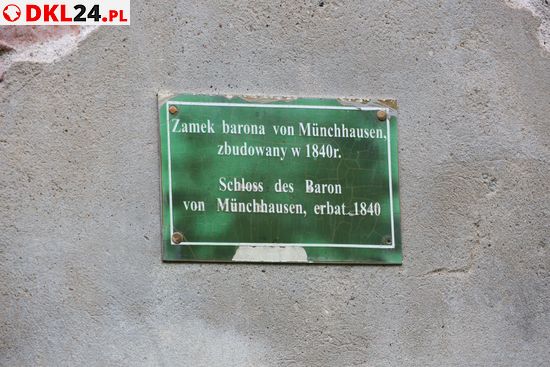 DKL24.PL
Zamek barona von Münchhausen,
zbudowany w 1840r.
Schloss des Baron
von Münchhausen, erbat. 1840